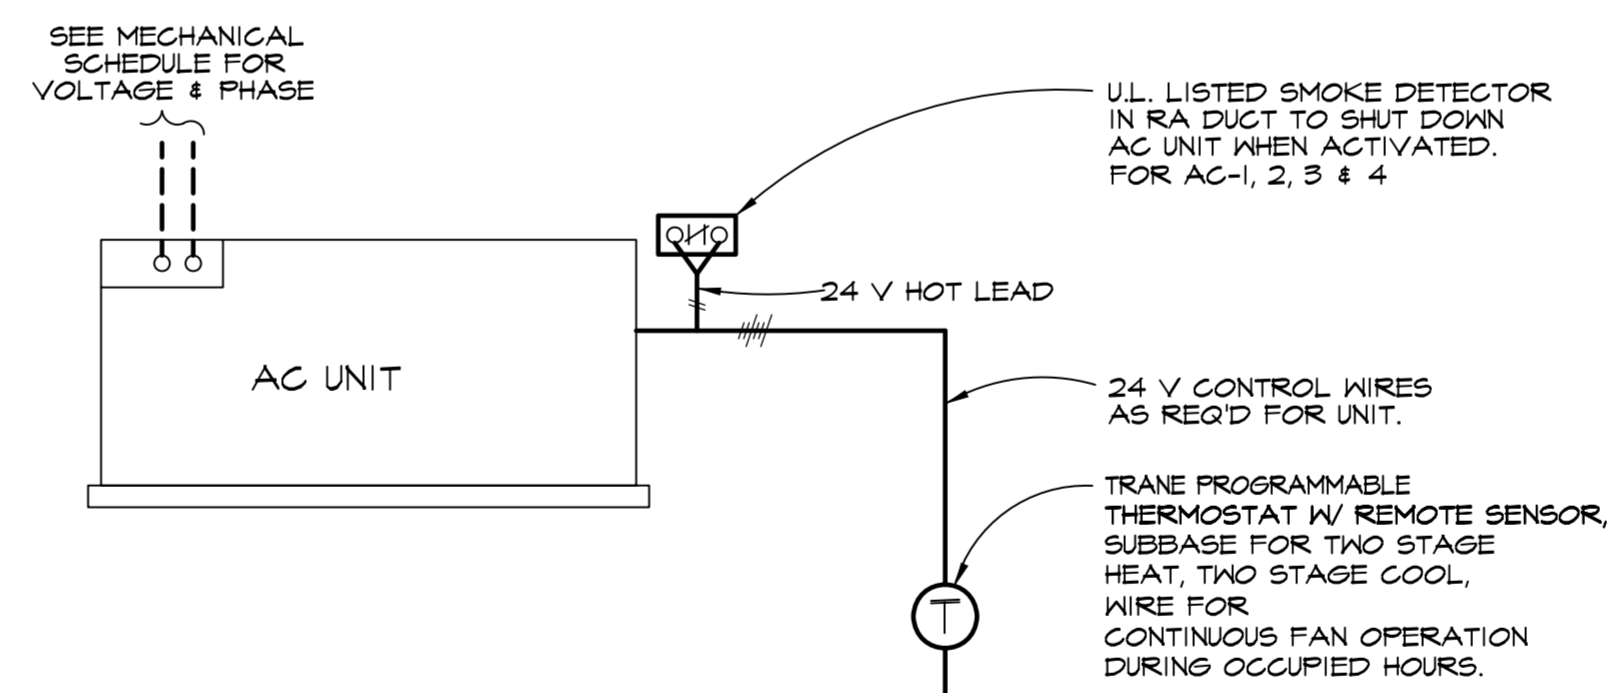 SEE MECHANICAL
SCHEDULE FOR
VOLTAGE & PHASE
U.L. LISTED SMOKE DETECTOR
IN RA DUCT TO SHUT DOWN
AC UNIT WHEN ACTIVATED.
FOR AC-1, 2, 3 & 4
24 V HOT LEAD
AC UNIT
24 V CONTROL WIRES
AS REQ'D FOR UNIT.
TRANE PROGRAMMABLE
THERMOSTAT W/ REMOTE SENSOR,
SUBBASE FOR TWO STAGE
HEAT, TWO STAGE COOL,
WIRE FOR
CONTINUOUS FAN OPERATION
DURING OCCUPIED HOURS.
T